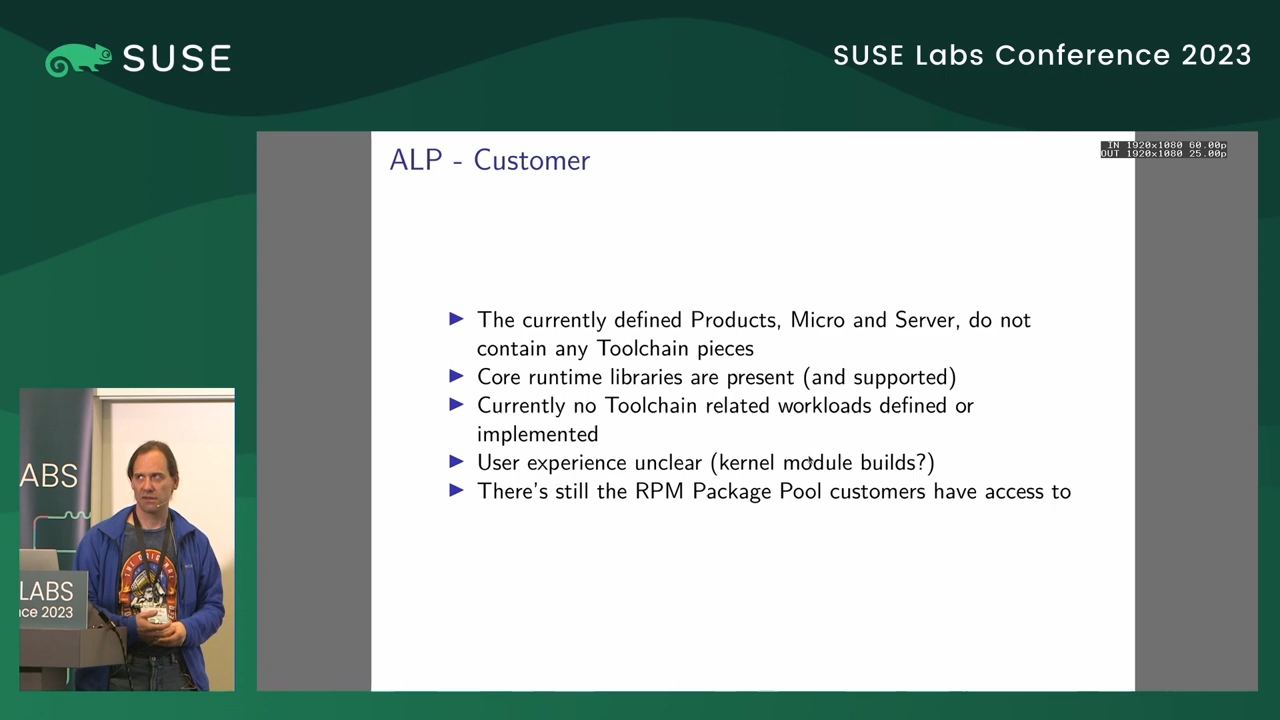 SUSE
SUSE Labs Conference 2023
ALP - Customer
IN 1920x1080 60.00p
OUT 1920x1080 25.00p
The currently defined Products, Micro and Server, do not
contain any Toolchain pieces
Core runtime libraries are present (and supported)
Currently no Toolchain related workloads defined or
implemented
User experience unclear (kernel module builds?)
There's still the RPM Package Pool customers have access to
ABS
LABS
nce 2023
THE ORIGINAL